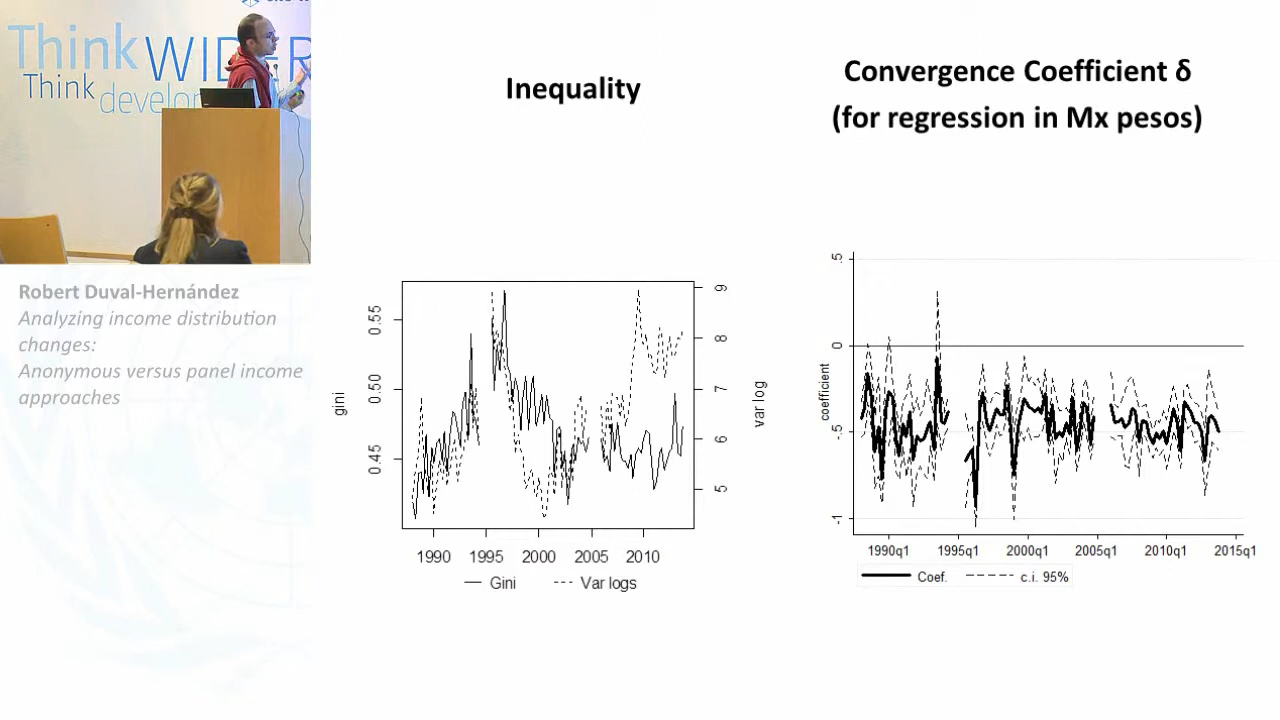 Think WIDER
Think
develop
Robert Duval-Hernández
Analyzing income distribution
changes:
Anonymous versus panel income
approaches
Inequality
gini
0.55
0.50
0.45
9
8
7
6
5
var log
1990 1995 2000 2005 2010
Gini Var logs
Convergence Coefficient δ
(for regression in Mx pesos)
coefficient
.5
0
-.5
-1
1990q1 1995q1 2000q1 2005q1 2010q1 2015q1
Coef. c.i. 95%